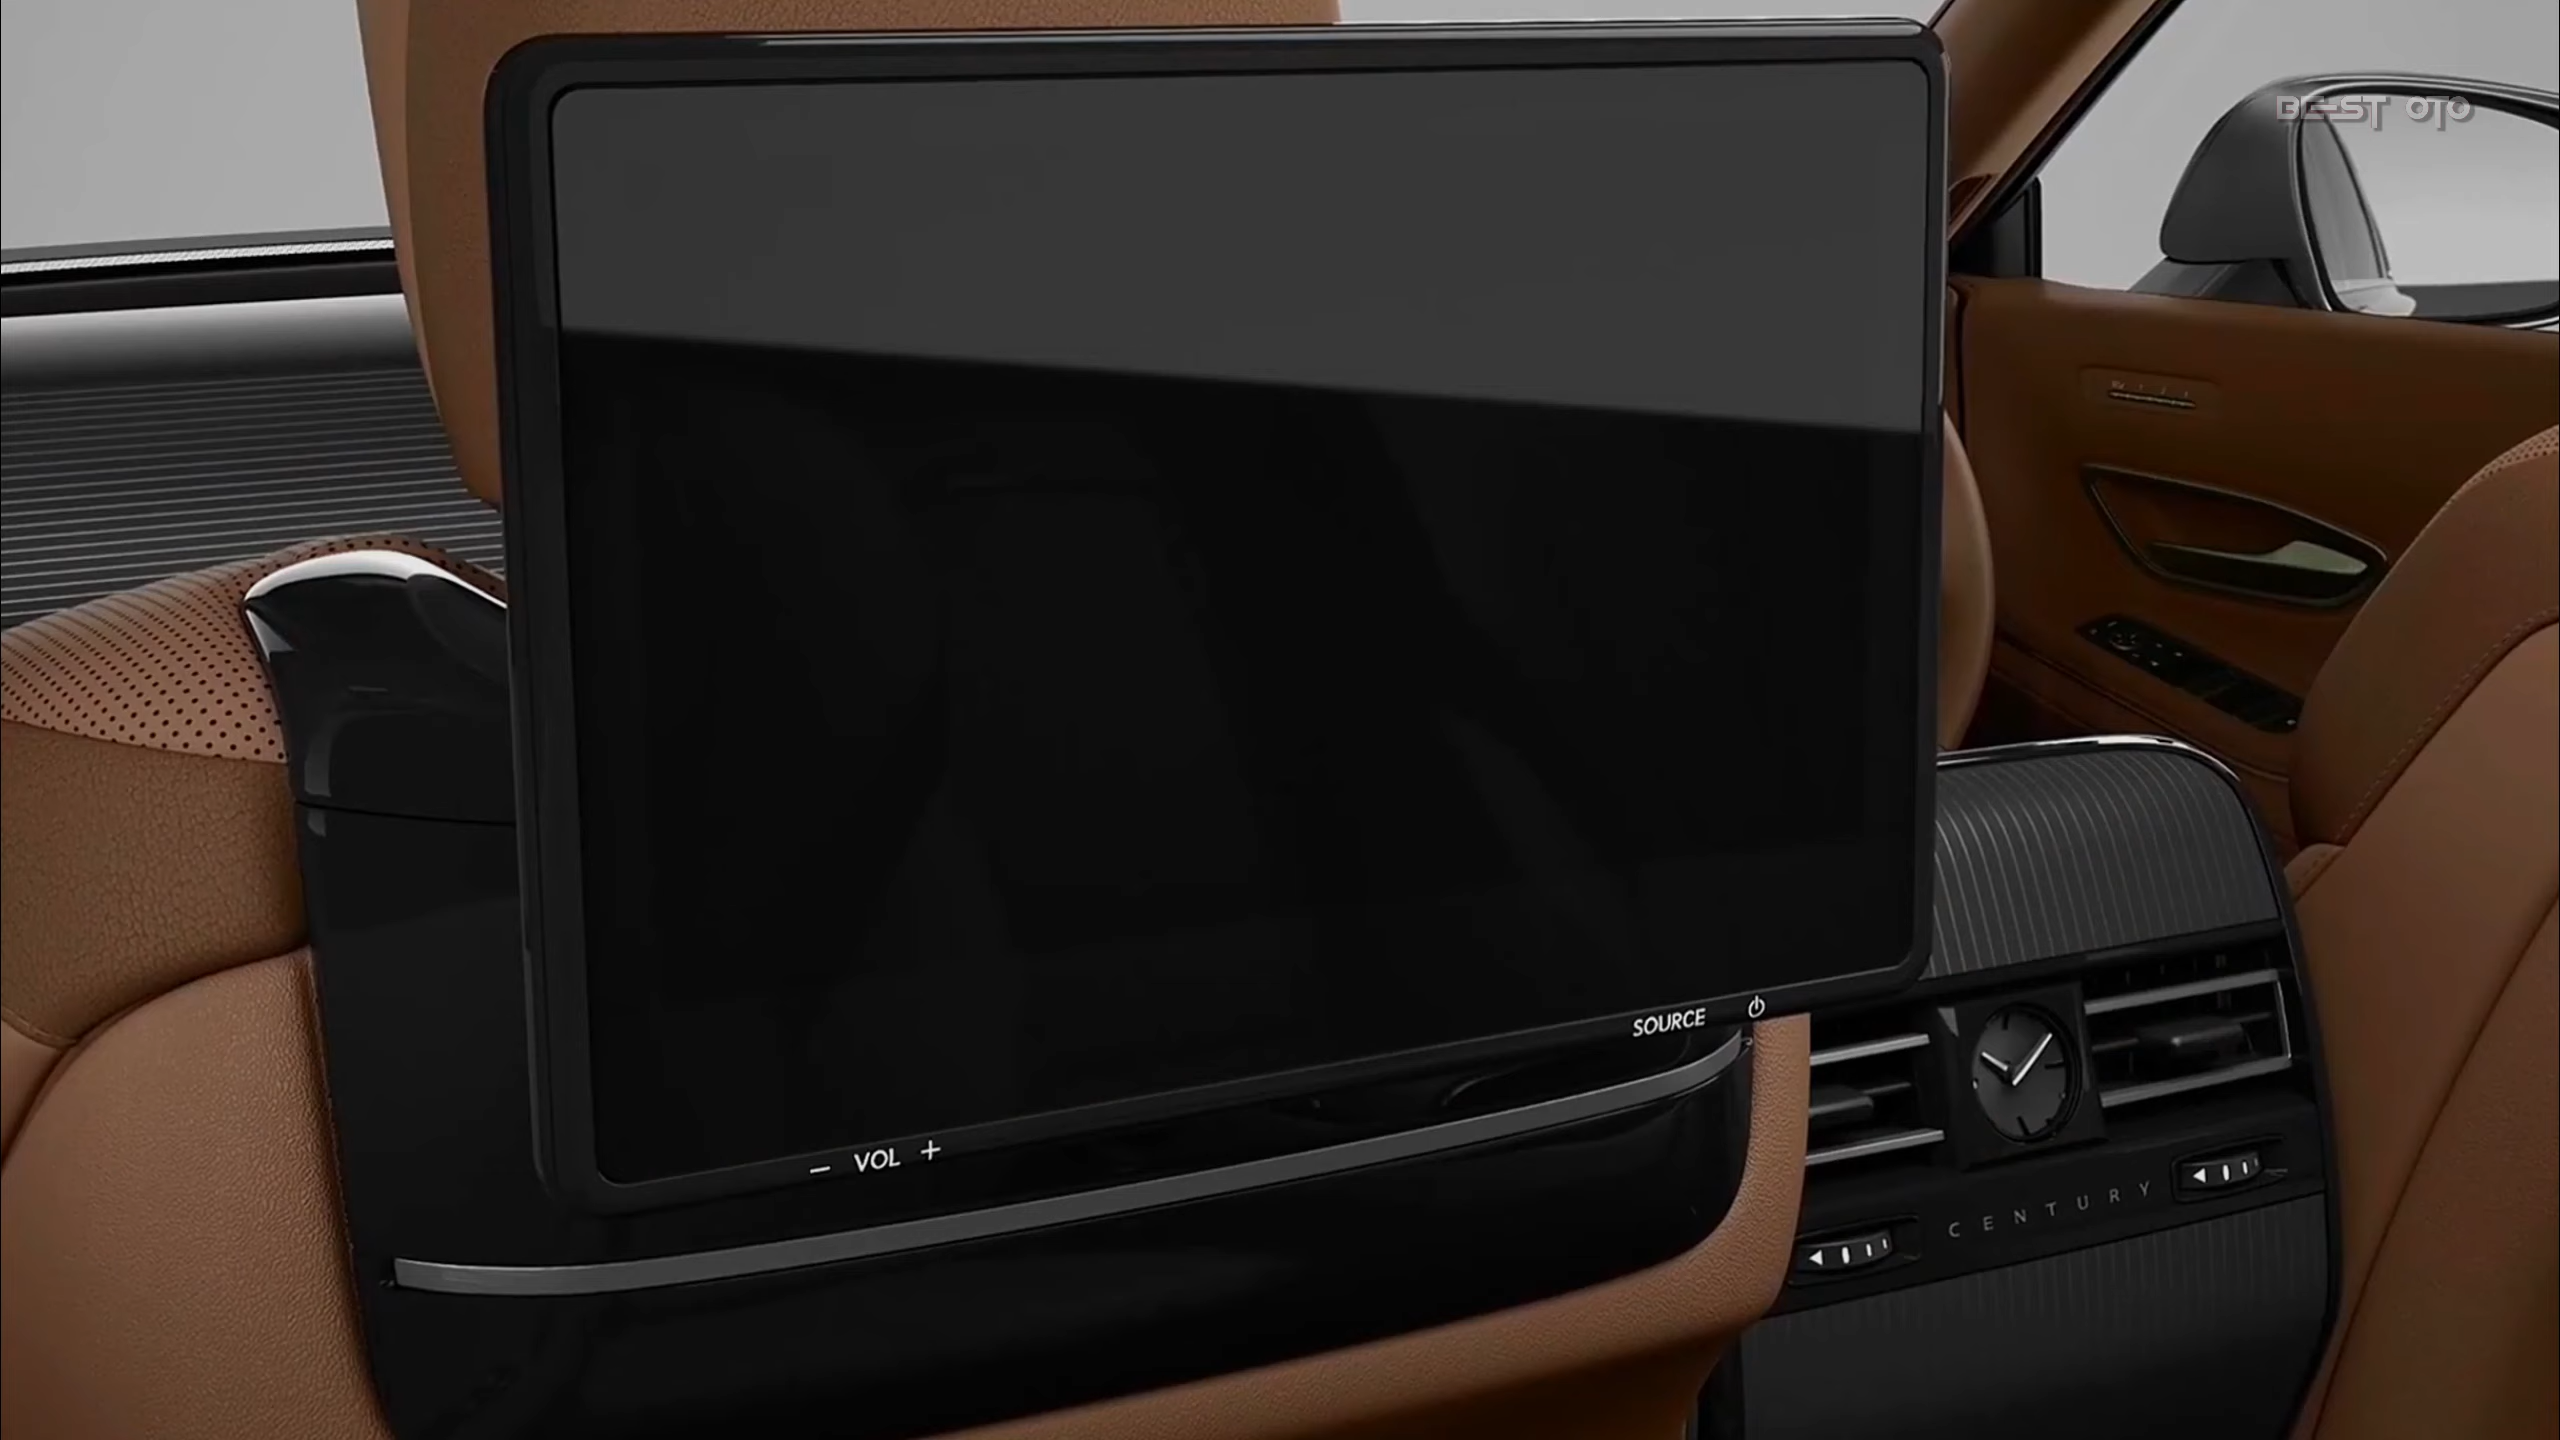 BEST OTO
SOURCE
– VOL +
CENTURY